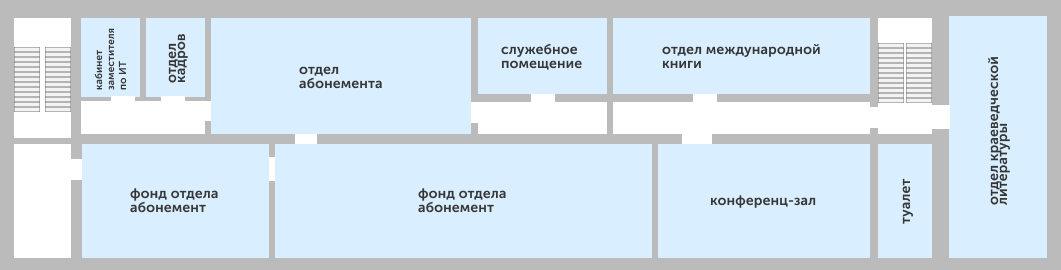 кабинет
заместителя
по ИТ
отдел
кадров
отдел
абонемента
служебное
помещение
отдел международной
книги
отдел краеведческой
литературы
фонд отдела
абонемент
фонд отдела
абонемент
конференц-зал
туалет